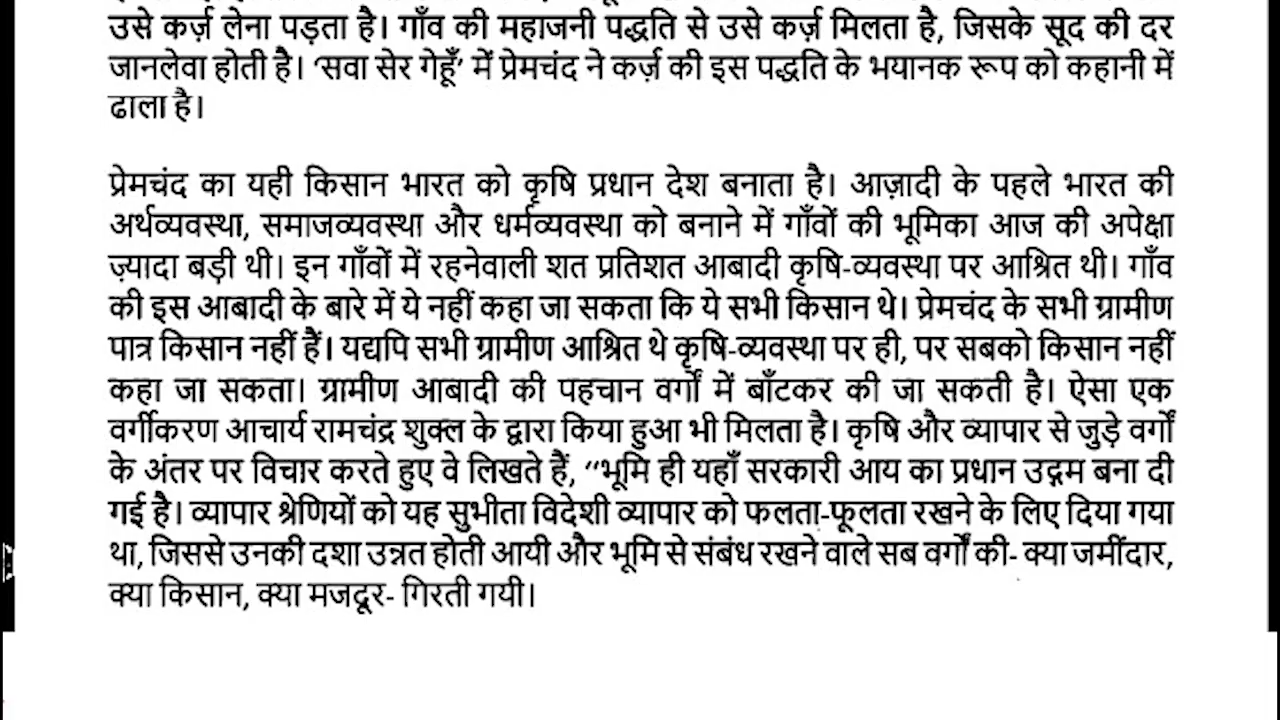 उसे कर्ज़ लेना पड़ता है। गाँव की महाजनी पद्धति से उसे कर्ज़ मिलता है, जिसके सूद की दर
जानलेवा होती है। ‘सवा सेर गेहूँ’ में प्रेमचंद ने कर्ज़ की इस पद्धति के भयानक रूप को कहानी में
ढाला है।
प्रेमचंद का यही किसान भारत को कृषि प्रधान देश बनाता है। आज़ादी के पहले भारत की
अर्थव्यवस्था, समाजव्यवस्था और धर्मव्यवस्था को बनाने में गाँवों की भूमिका आज की अपेक्षा
ज़्यादा बड़ी थी। इन गाँवों में रहनेवाली शत प्रतिशत आबादी कृषि-व्यवस्था पर आश्रित थी। गाँव
की इस आबादी के बारे में ये नहीं कहा जा सकता कि ये सभी किसान थे। प्रेमचंद के सभी ग्रामीण
पात्र किसान नहीं हैं। यद्यपि सभी ग्रामीण आश्रित थे कृषि-व्यवस्था पर ही, पर सबको किसान नहीं
कहा जा सकता। ग्रामीण आबादी की पहचान वर्गों में बाँटकर की जा सकती है। ऐसा एक
वर्गीकरण आचार्य रामचंद्र शुक्ल के द्वारा किया हुआ भी मिलता है। कृषि और व्यापार से जुड़े वर्गों
के अंतर पर विचार करते हुए वे लिखते हैं, “भूमि ही यहाँ सरकारी आय का प्रधान उद्गम बना दी
गई है। व्यापार श्रेणियों को यह सुभीता विदेशी व्यापार को फलता-फूलता रखने के लिए दिया गया
था, जिससे उनकी दशा उन्नत होती आयी और भूमि से संबंध रखने वाले सब वर्गों की- क्या जमींदार,
क्या किसान, क्या मजदूर- गिरती गयी।